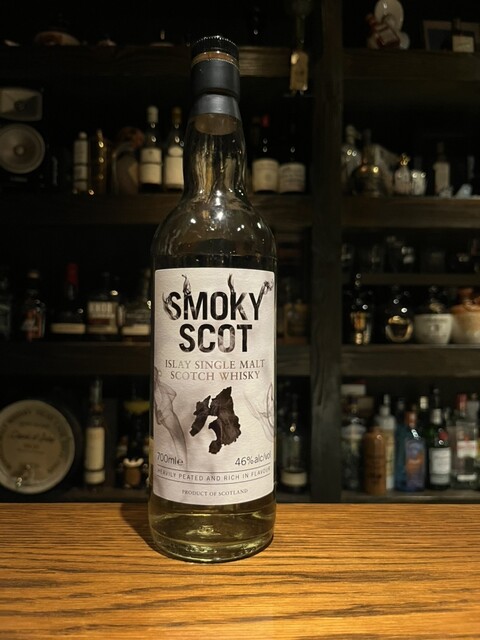 SMOKY
SCOT
ISLAY SINGLE MALT
SCOTCH WHISKY
700ml e
46%alc/vol
HEAVILY PEATED AND RICH IN FLAVOUR
PRODUCT OF SCOTLAND